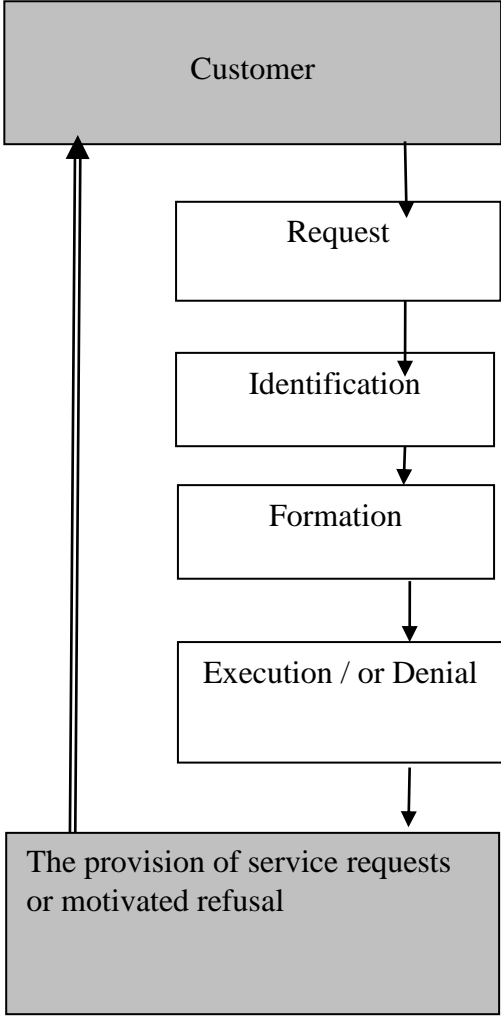 Customer
Request
Identification
Formation
Execution / or Denial
The provision of service requests
or motivated refusal